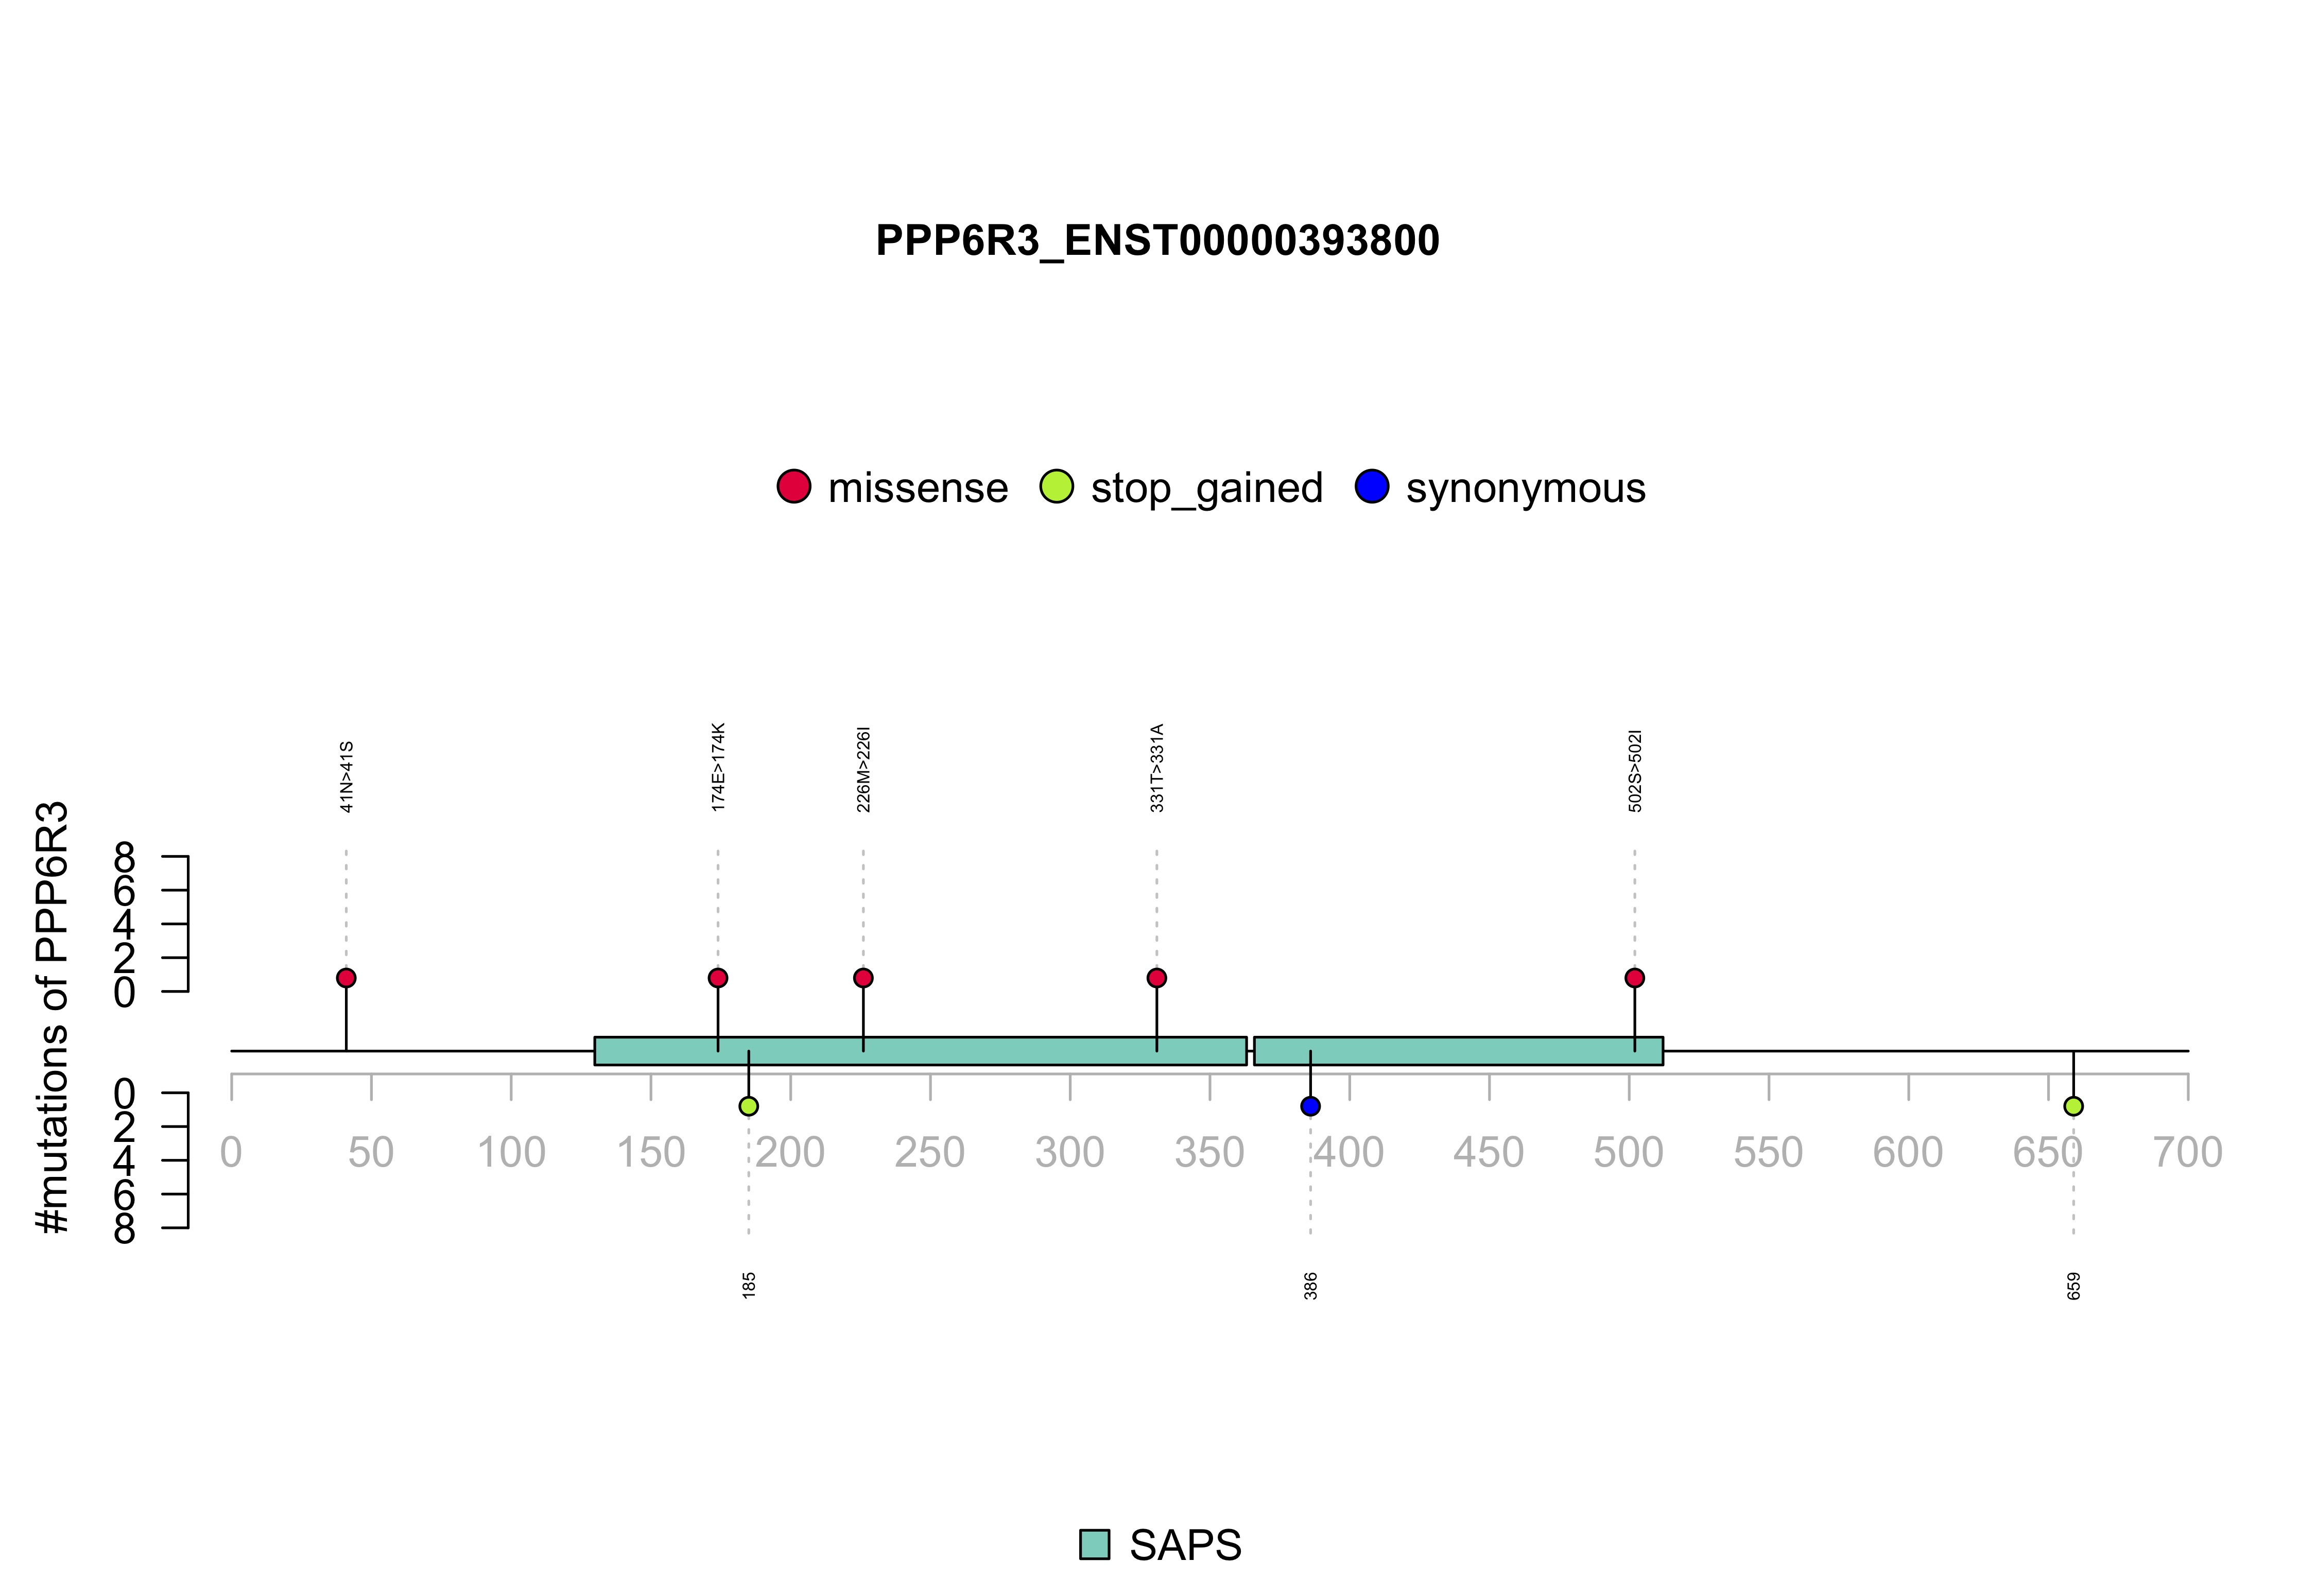 PPP6R3_ENST00000393800
missense stop_gained synonymous
41N>41S 174E>174K 226M>226I 331T>331A 502S>502I
#mutations of PPP6R3
8
6
4
2
0
0
2
4
6
8
0 50 100 150 200 250 300 350 400 450 500 550 600 650 700
185 386 659
SAPS